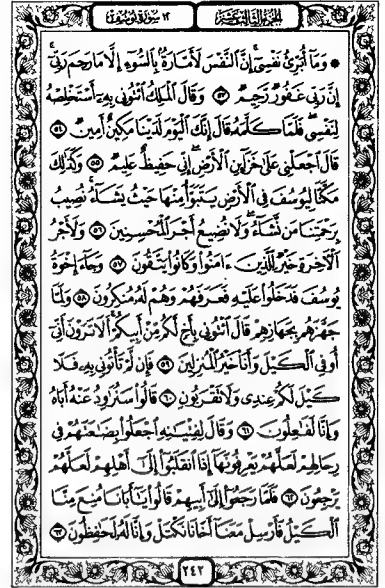 الجزء الثالث عشر
١٢ سورة يوسف
۞ وَمَآ أُبَرِّئُ نَفْسِىٓ إِنَّ ٱلنَّفْسَ لَأَمَّارَةٌۢ بِٱلسُّوٓءِ إِلَّا مَا رَحِمَ رَبِّىٓ
إِنَّ رَبِّى غَفُورٌ رَّحِيمٌ ٥٣ وَقَالَ ٱلْمَلِكُ ٱئْتُونِى بِهِۦٓ أَسْتَخْلِصْهُ
لِنَفْسِى فَلَمَّا كَلَّمَهُۥ قَالَ إِنَّكَ ٱلْيَوْمَ لَدَيْنَا مَكِينٌ أَمِينٌ ٥٤
قَالَ ٱجْعَلْنِى عَلَىٰ خَزَآئِنِ ٱلْأَرْضِ إِنِّى حَفِيظٌ عَلِيمٌ ٥٥ وَكَذَٰلِكَ
مَكَّنَّا لِيُوسُفَ فِى ٱلْأَرْضِ يَتَبَوَّأُ مِنْهَا حَيْثُ يَشَآءُ نُصِيبُ
بِرَحْمَتِنَا مَن نَّشَآءُ وَلَا نُضِيعُ أَجْرَ ٱلْمُحْسِنِينَ ٥٦ وَلَأَجْرُ
ٱلْءَاخِرَةِ خَيْرٌ لِّلَّذِينَ ءَامَنُوا۟ وَكَانُوا۟ يَتَّقُونَ ٥٧ وَجَآءَ إِخْوَةُ
يُوسُفَ فَدَخَلُوا۟ عَلَيْهِ فَعَرَفَهُمْ وَهُمْ لَهُۥ مُنكِرُونَ ٥٨ وَلَمَّا
جَهَّزَهُم بِجَهَازِهِمْ قَالَ ٱئْتُونِى بِأَخٍ لَّكُم مِّنْ أَبِيكُمْ أَلَا تَرَوْنَ أَنِّىٓ
أُوفِى ٱلْكَيْلَ وَأَنَا۠ خَيْرُ ٱلْمُنزِلِينَ ٥٩ فَإِن لَّمْ تَأْتُونِى بِهِۦ فَلَا
كَيْلَ لَكُمْ عِندِى وَلَا تَقْرَبُونِ ٦٠ قَالُوا۟ سَنُرَٰوِدُ عَنْهُ أَبَاهُ
وَإِنَّا لَفَٰعِلُونَ ٦١ وَقَالَ لِفِتْيَٰنِهِ ٱجْعَلُوا۟ بِضَٰعَتَهُمْ فِى
رِحَالِهِمْ لَعَلَّهُمْ يَعْرِفُونَهَآ إِذَا ٱنقَلَبُوٓا۟ إِلَىٰٓ أَهْلِهِمْ لَعَلَّهُمْ
يَرْجِعُونَ ٦٢ فَلَمَّا رَجَعُوٓا۟ إِلَىٰٓ أَبِيهِمْ قَالُوا۟ يَٰٓأَبَانَا مُنِعَ مِنَّا
ٱلْكَيْلُ فَأَرْسِلْ مَعَنَآ أَخَانَا نَكْتَلْ وَإِنَّا لَهُۥ لَحَٰفِظُونَ ٦٣
٢٤٢